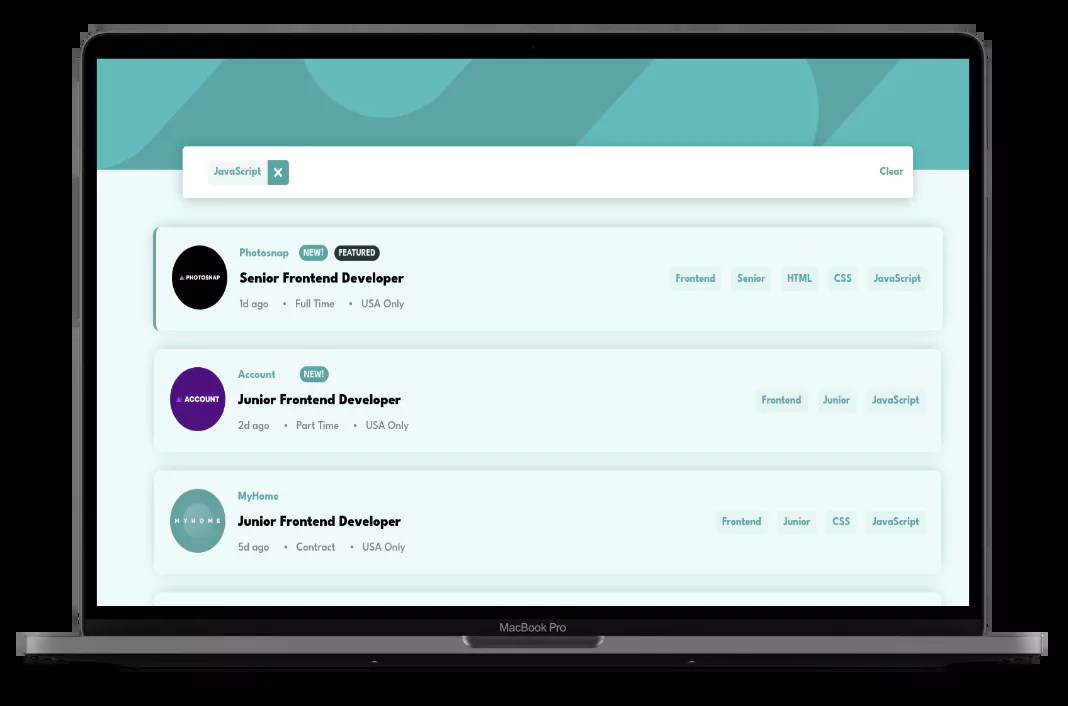 JavaScript X Clear
Photosnap NEW! FEATURED
PHOTOSNAP
Senior Frontend Developer
1d ago • Full Time • USA Only
Frontend Senior HTML CSS JavaScript
Account NEW!
ACCOUNT
Junior Frontend Developer
2d ago • Part Time • USA Only
Frontend Junior JavaScript
MyHome
MYHOME
Junior Frontend Developer
5d ago • Contract • USA Only
Frontend Junior CSS JavaScript
MacBook Pro